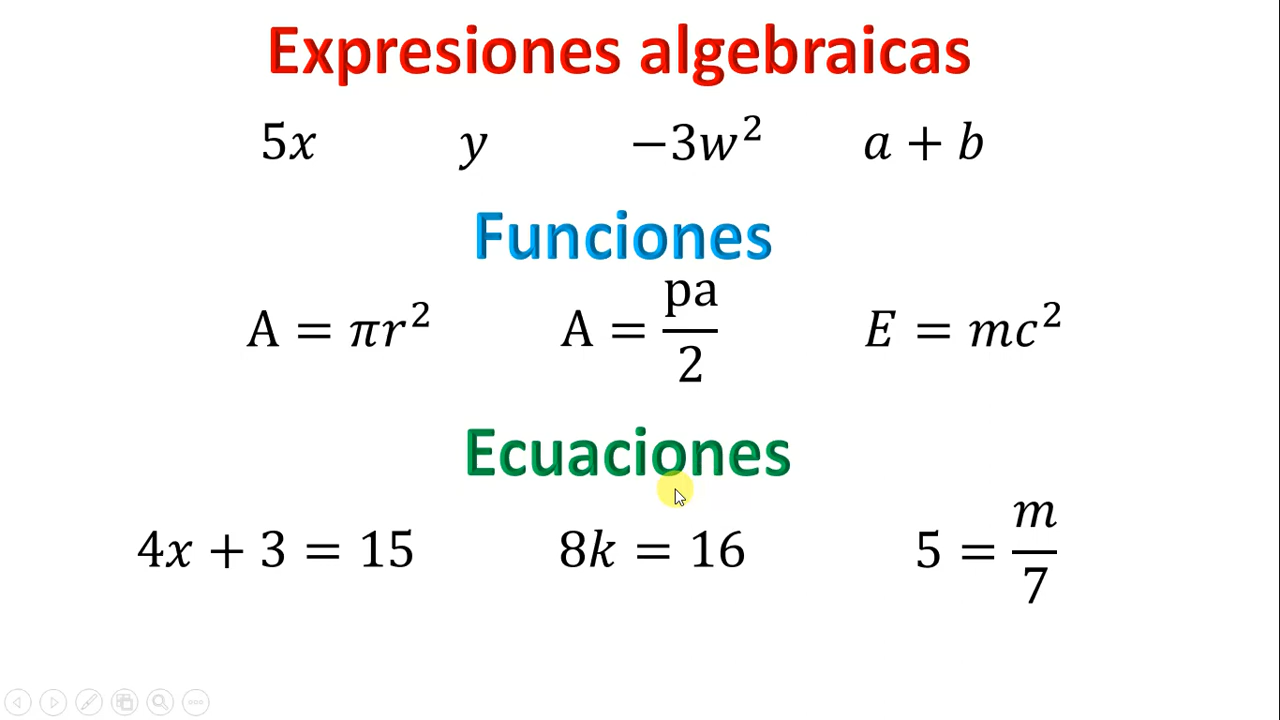 Expresiones algebraicas
5x y −3w² a + b
Funciones
A = πr² A = pa/2 E = mc²
Ecuaciones
4x + 3 = 15 8k = 16 5 = m/7